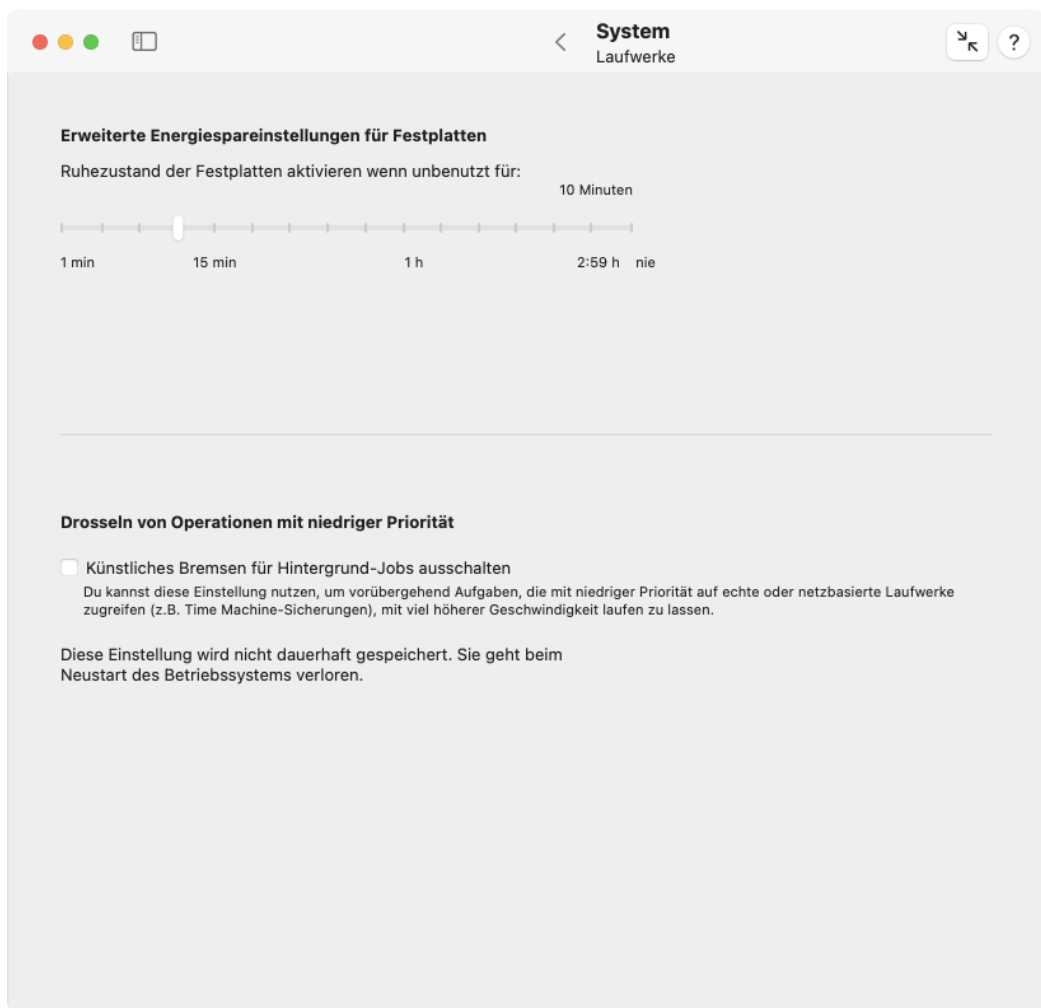 System
Laufwerke
?
Erweiterte Energiespareinstellungen für Festplatten
Ruhezustand der Festplatten aktivieren wenn unbenutzt für:
10 Minuten
1 min 15 min 1 h 2:59 h nie
Drosseln von Operationen mit niedriger Priorität
Künstliches Bremsen für Hintergrund-Jobs ausschalten
Du kannst diese Einstellung nutzen, um vorübergehend Aufgaben, die mit niedriger Priorität auf echte oder netzbasierte Laufwerke
zugreifen (z.B. Time Machine-Sicherungen), mit viel höherer Geschwindigkeit laufen zu lassen.
Diese Einstellung wird nicht dauerhaft gespeichert. Sie geht beim
Neustart des Betriebssystems verloren.